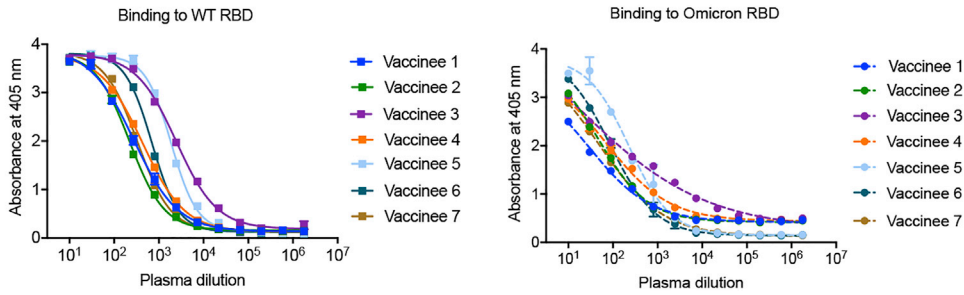 Binding to WT RBD
Absorbance at 405 nm
4
3
2
1
0
10¹ 10² 10³ 10⁴ 10⁵ 10⁶ 10⁷
Plasma dilution
Vaccinee 1
Vaccinee 2
Vaccinee 3
Vaccinee 4
Vaccinee 5
Vaccinee 6
Vaccinee 7
Binding to Omicron RBD
Absorbance at 405 nm
4
3
2
1
0
10¹ 10² 10³ 10⁴ 10⁵ 10⁶ 10⁷
Plasma dilution
Vaccinee 1
Vaccinee 2
Vaccinee 3
Vaccinee 4
Vaccinee 5
Vaccinee 6
Vaccinee 7